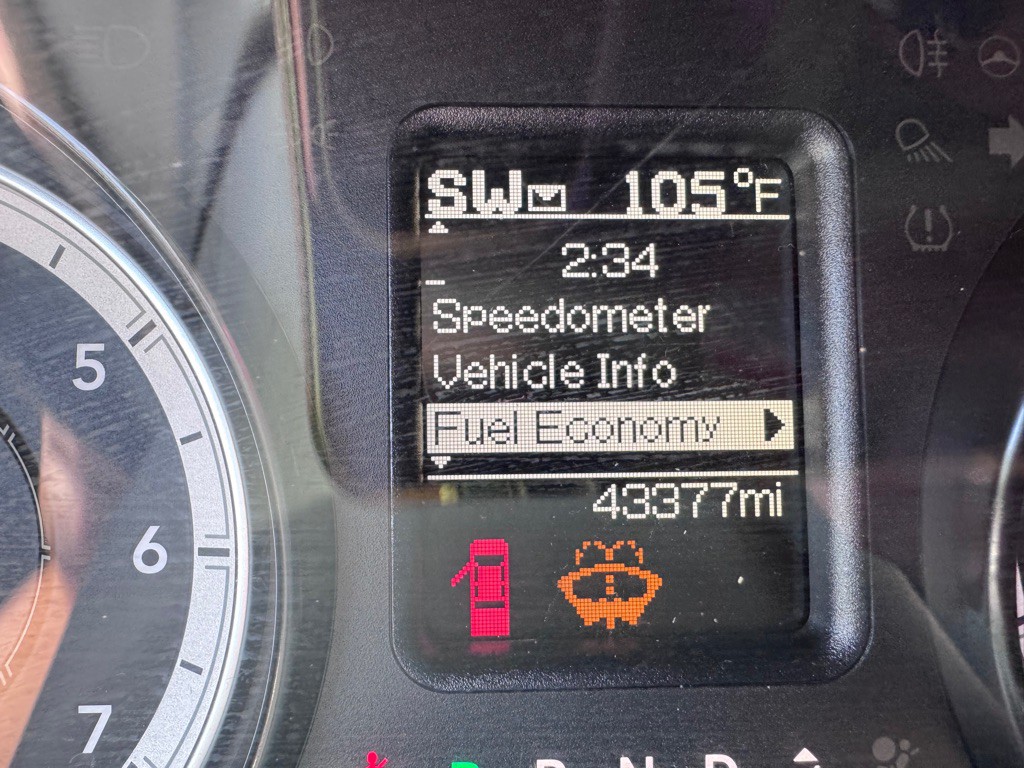 SW 105°F
2:34
Speedometer
Vehicle Info
Fuel Economy
43377mi
5
6
7
P R N D